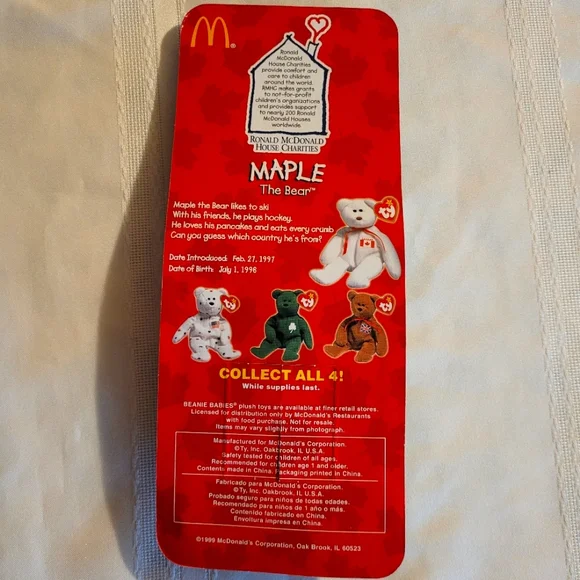 M®
Ronald
McDonald
House Charities
provide comfort and
care to children
around the world.
RMHC makes grants
to not-for-profit
children's organizations
and provides support
to nearly 200 Ronald
McDonald Houses
worldwide.
RONALD MCDONALD
HOUSE CHARITIES
MAPLE
The Bear™
Maple the Bear likes to ski
With his friends, he plays hockey.
He loves his pancakes and eats every crumb
Can you guess which country he's from?
Date Introduced: Feb. 27, 1997
Date of Birth: July 1, 1996
ty
ty
ty
ty
COLLECT ALL 4!
While supplies last.
BEANIE BABIES® plush toys are available at finer retail stores.
Licensed for distribution only by McDonald's Restaurants
with food purchase. Not for resale.
Items may vary slightly from photograph.
Manufactured for McDonald's Corporation.
©Ty, Inc. Oakbrook, IL U.S.A.
Safety tested for children of all ages.
Recommended for children age 1 and older.
Contents made in China. Packaging printed in China.
Fabricado para McDonald's Corporation.
©Ty, Inc. Oakbrook, IL U.S.A.
Probado seguro para niños de todas edades.
Recomendado para niños de 1 año o más.
Contenido fabricado en China.
Envoltura impresa en China.
©1999 McDonald's Corporation, Oak Brook, IL 60523